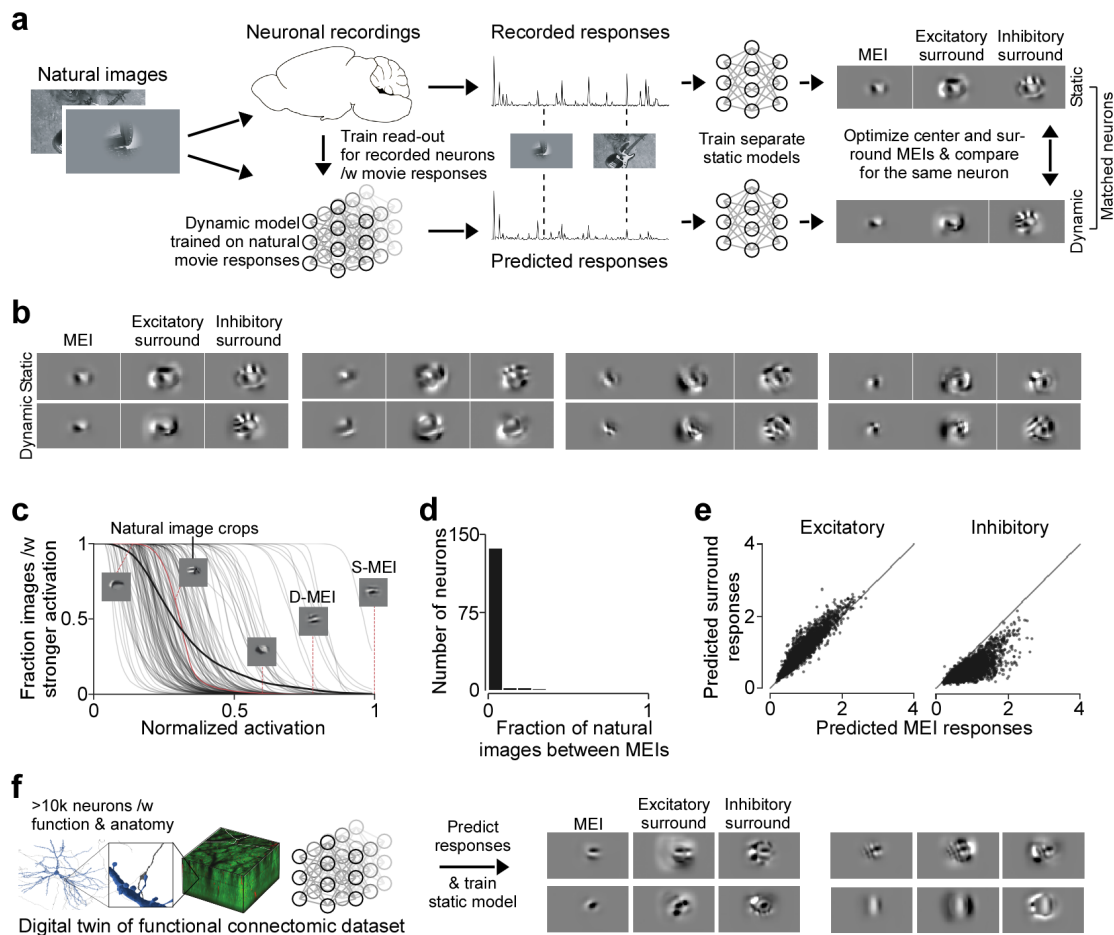 a
Neuronal recordings
Recorded responses
Natural images
MEI
Excitatory
surround
Inhibitory
surround
Static
Train read-out
for recorded neurons
/w movie responses
Train separate
static models
Optimize center and sur-
round MEIs & compare
for the same neuron
Matched neurons
Dynamic model
trained on natural
movie responses
Predicted responses
Dynamic
b
MEI
Excitatory
surround
Inhibitory
surround
Static
Dynamic
c
Natural image crops
Fraction images /w
stronger activation
1
0.5
0
D-MEI
S-MEI
0
0.5
1
Normalized activation
d
Number of neurons
150
75
0
0
1
Fraction of natural
images between MEIs
e
Excitatory
Inhibitory
Predicted surround
responses
4
2
0
0
2
4
0
2
4
Predicted MEI responses
f
>10k neurons /w
function & anatomy
Digital twin of functional connectomic dataset
Predict
responses
& train
static model
MEI
Excitatory
surround
Inhibitory
surround